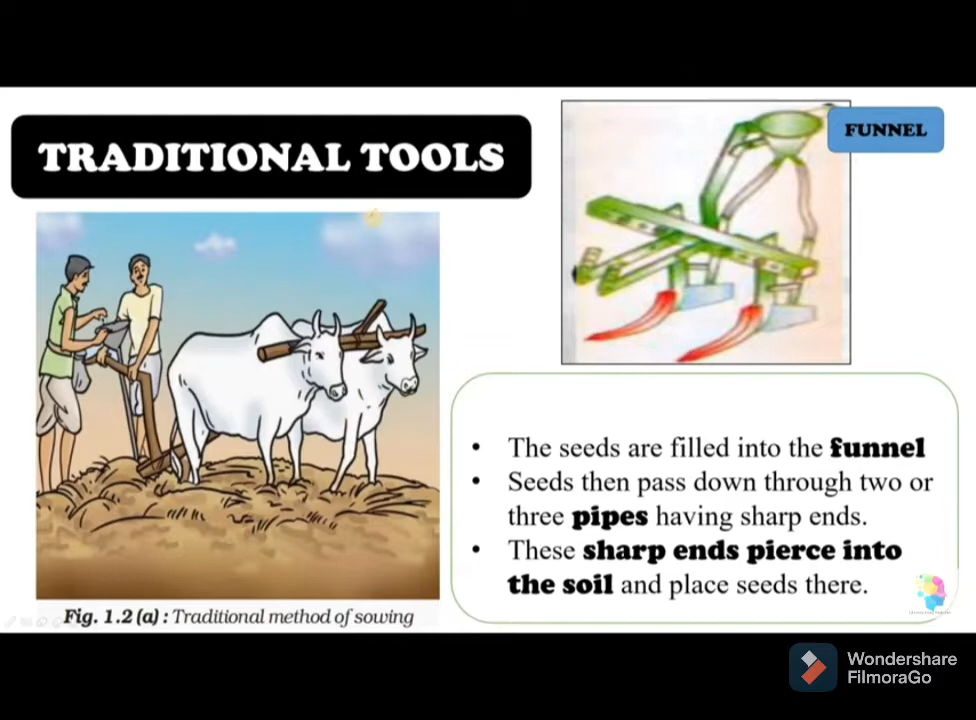 TRADITIONAL TOOLS
FUNNEL
• The seeds are filled into the funnel
• Seeds then pass down through two or
three pipes having sharp ends.
• These sharp ends pierce into
the soil and place seeds there.
Fig. 1.2 (a) : Traditional method of sowing
Wondershare
FilmoraGo